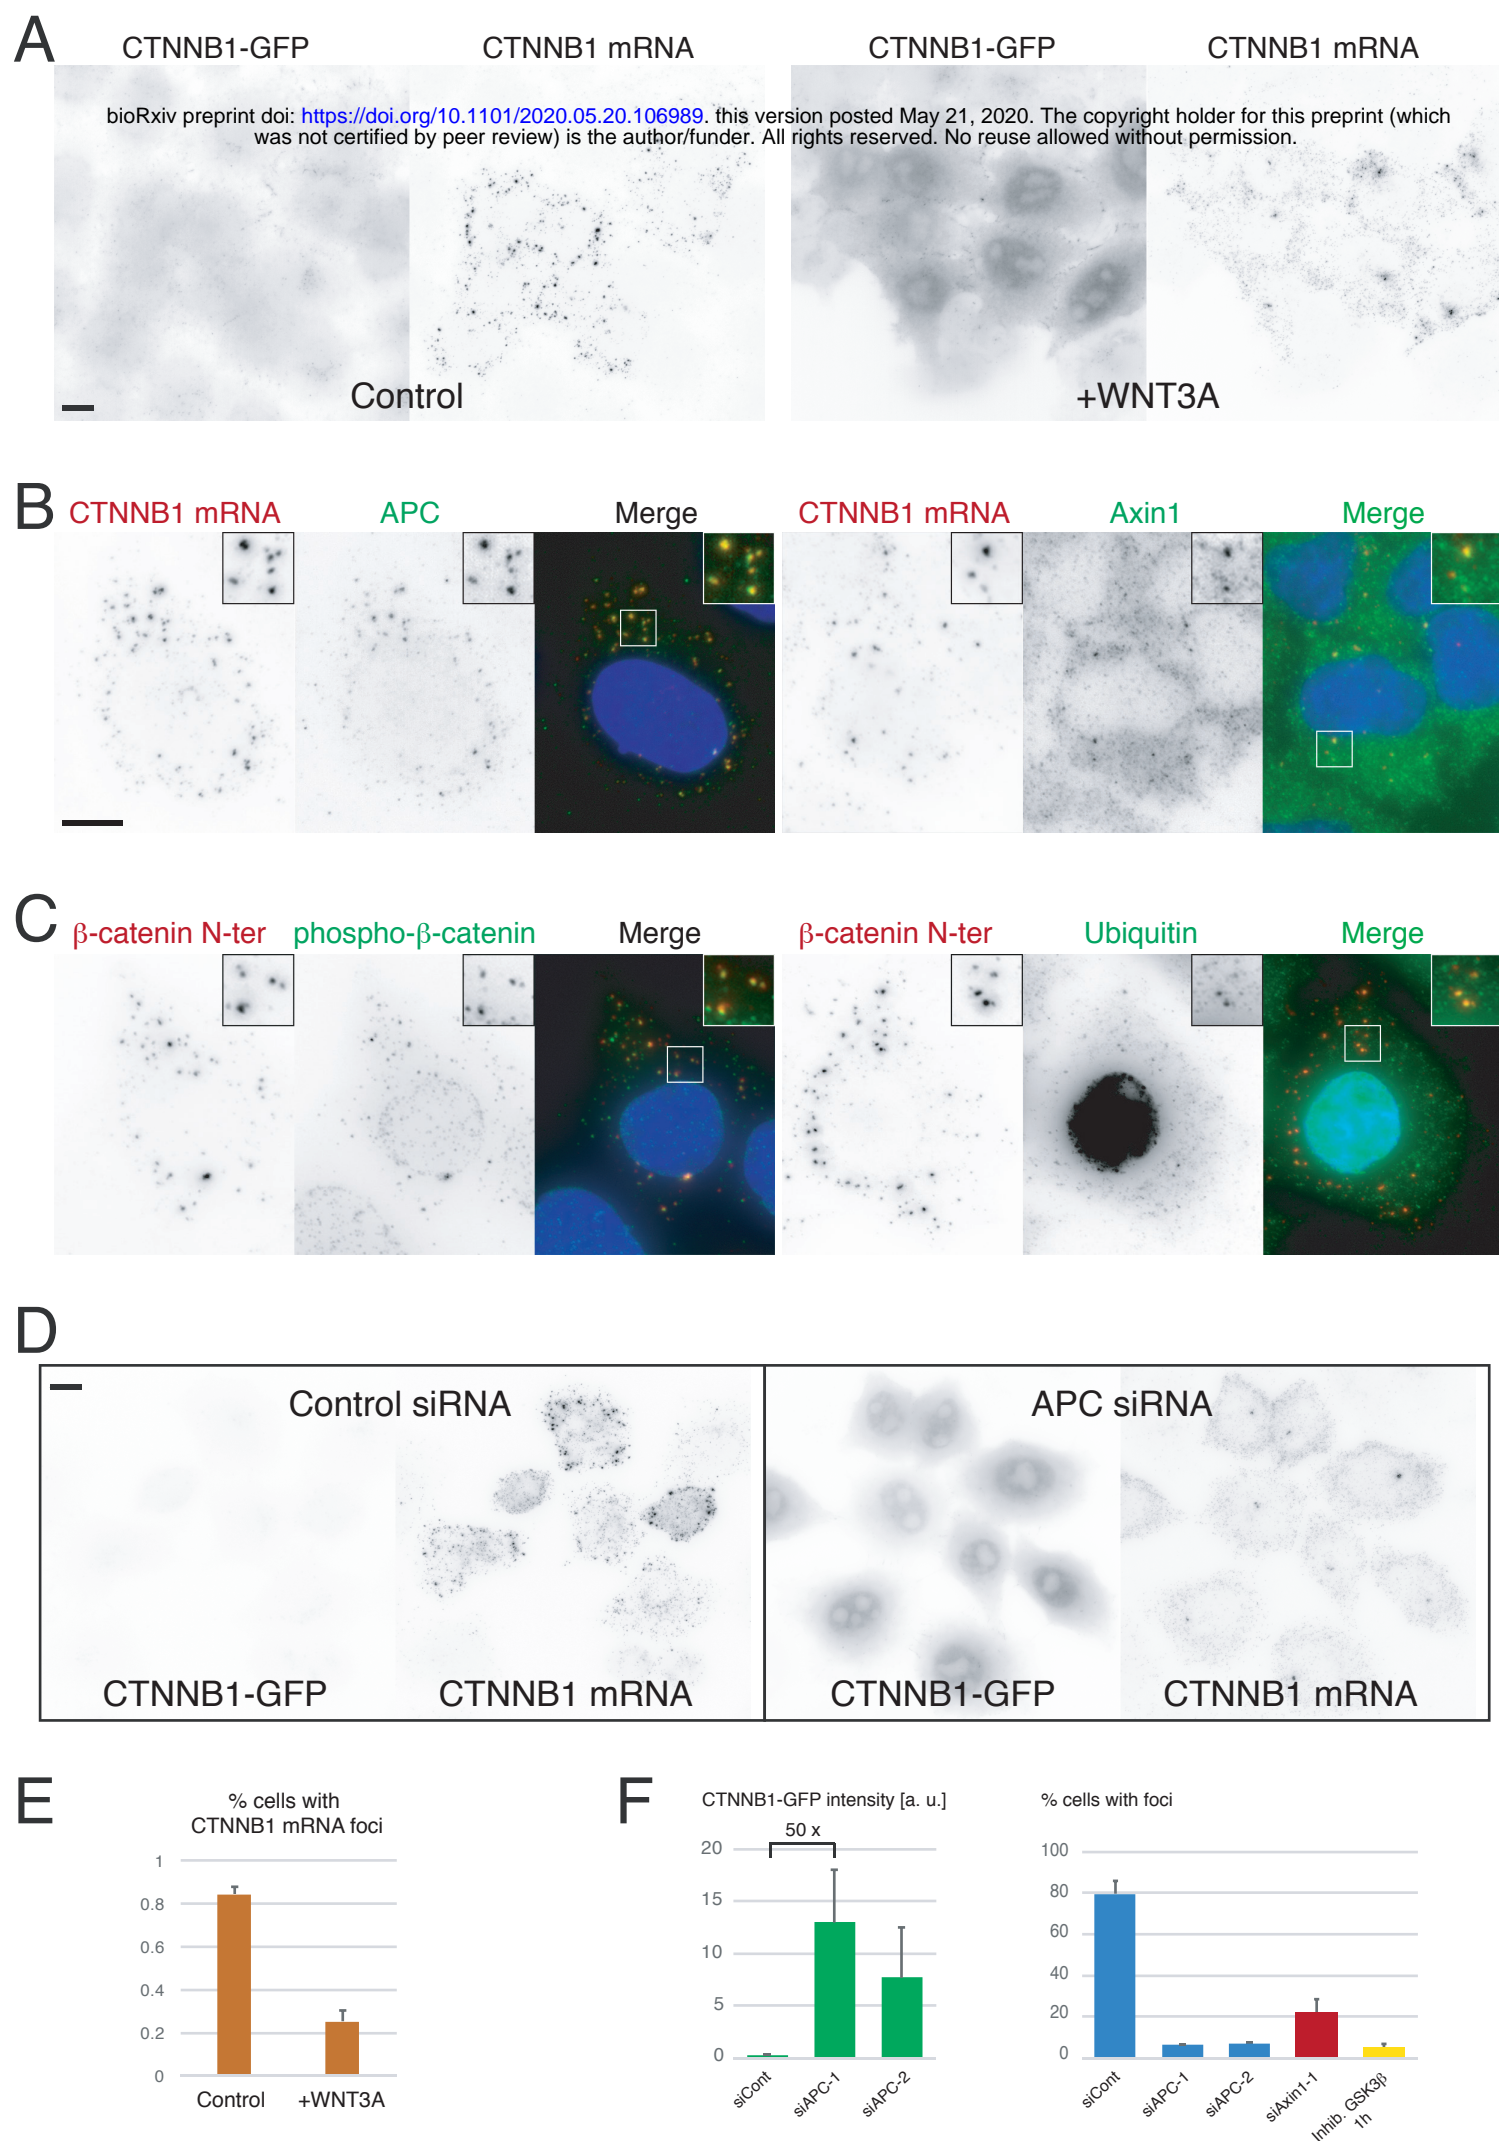 A
CTNNB1-GFP CTNNB1 mRNA CTNNB1-GFP CTNNB1 mRNA
bioRxiv preprint doi: https://doi.org/10.1101/2020.05.20.106989. this version posted May 21, 2020. The copyright holder for this preprint (which
was not certified by peer review) is the author/funder. All rights reserved. No reuse allowed without permission.
Control +WNT3A
B
CTNNB1 mRNA APC Merge CTNNB1 mRNA Axin1 Merge
C
β-catenin N-ter phospho-β-catenin Merge β-catenin N-ter Ubiquitin Merge
D
Control siRNA APC siRNA
CTNNB1-GFP CTNNB1 mRNA CTNNB1-GFP CTNNB1 mRNA
E
% cells with
CTNNB1 mRNA foci
1
0.8
0.6
0.4
0.2
0
Control +WNT3A
F
CTNNB1-GFP intensity [a. u.]
50 x
20
15
10
5
0
siCont
siAPC-1
siAPC-2
% cells with foci
100
80
60
40
20
0
siCont
siAPC-1
siAPC-2
siAxin1-1
Inhib. GSK3β
1h